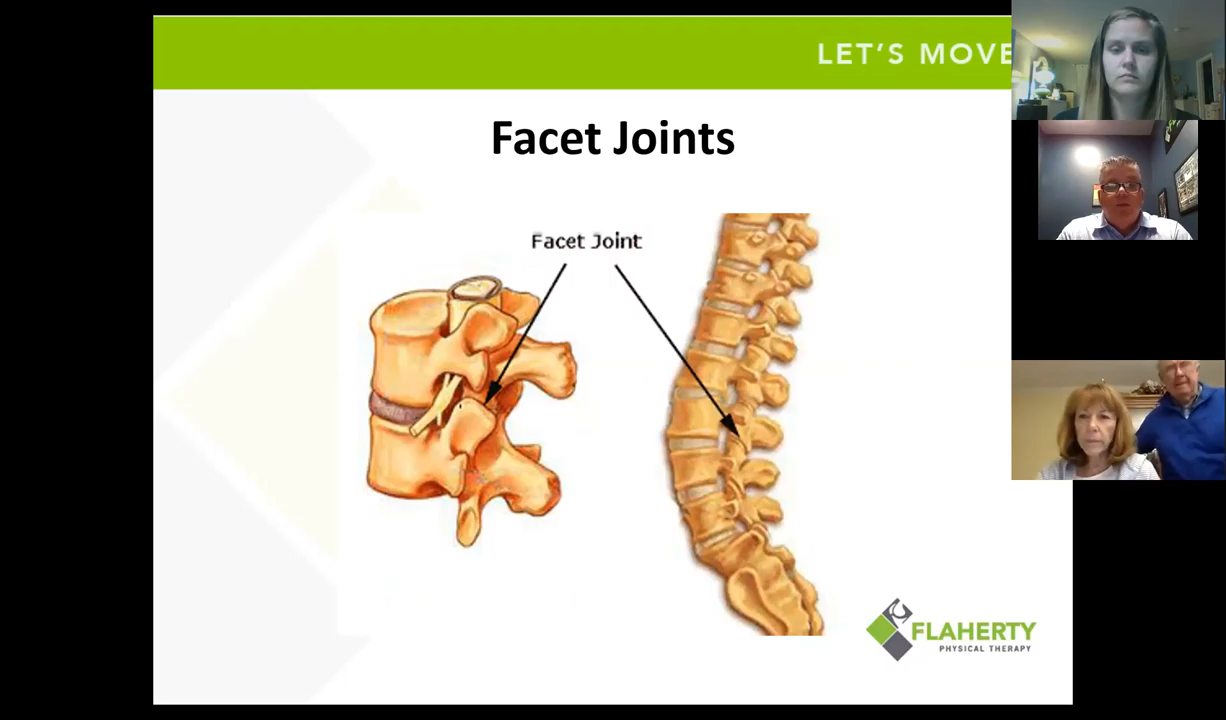 LET'S MOVE
Facet Joints
Facet Joint
FLAHERTY
PHYSICAL THERAPY